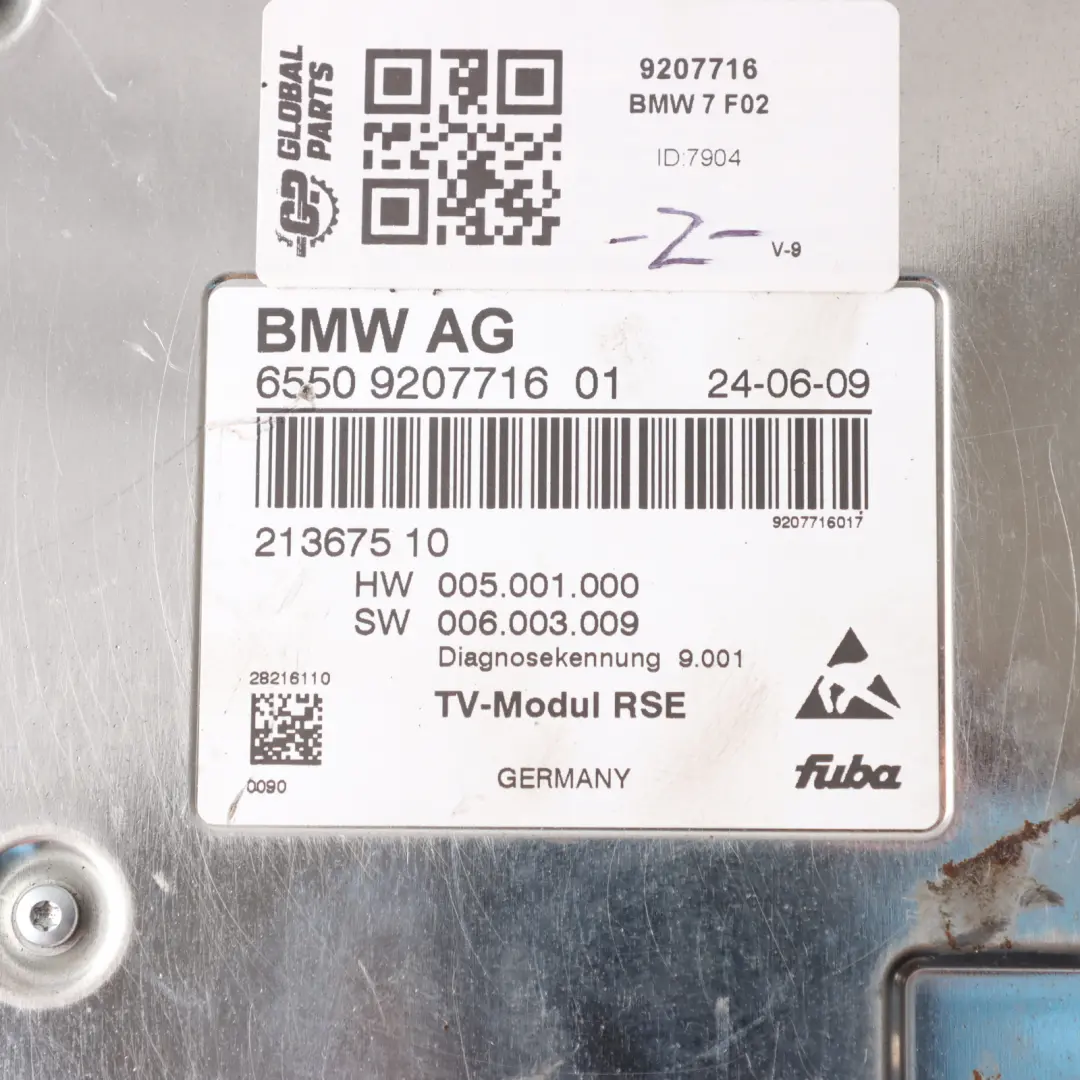 GLOBAL
PARTS
9207716
BMW 7 F02
ID:7904
-Z-
V-9
BMW AG
6550 9207716 01 24-06-09
9207716017
213675 10
HW 005.001.000
SW 006.003.009
Diagnosekennung 9.001
28216110
TV-Modul RSE
0090
GERMANY
fuba